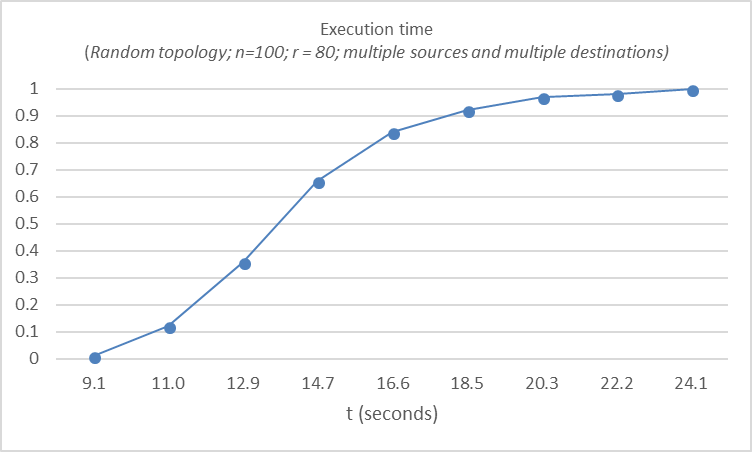 Execution time
(Random topology; n=100; r = 80; multiple sources and multiple destinations)
1
0.9
0.8
0.7
0.6
0.5
0.4
0.3
0.2
0.1
0
9.1 11.0 12.9 14.7 16.6 18.5 20.3 22.2 24.1
t (seconds)